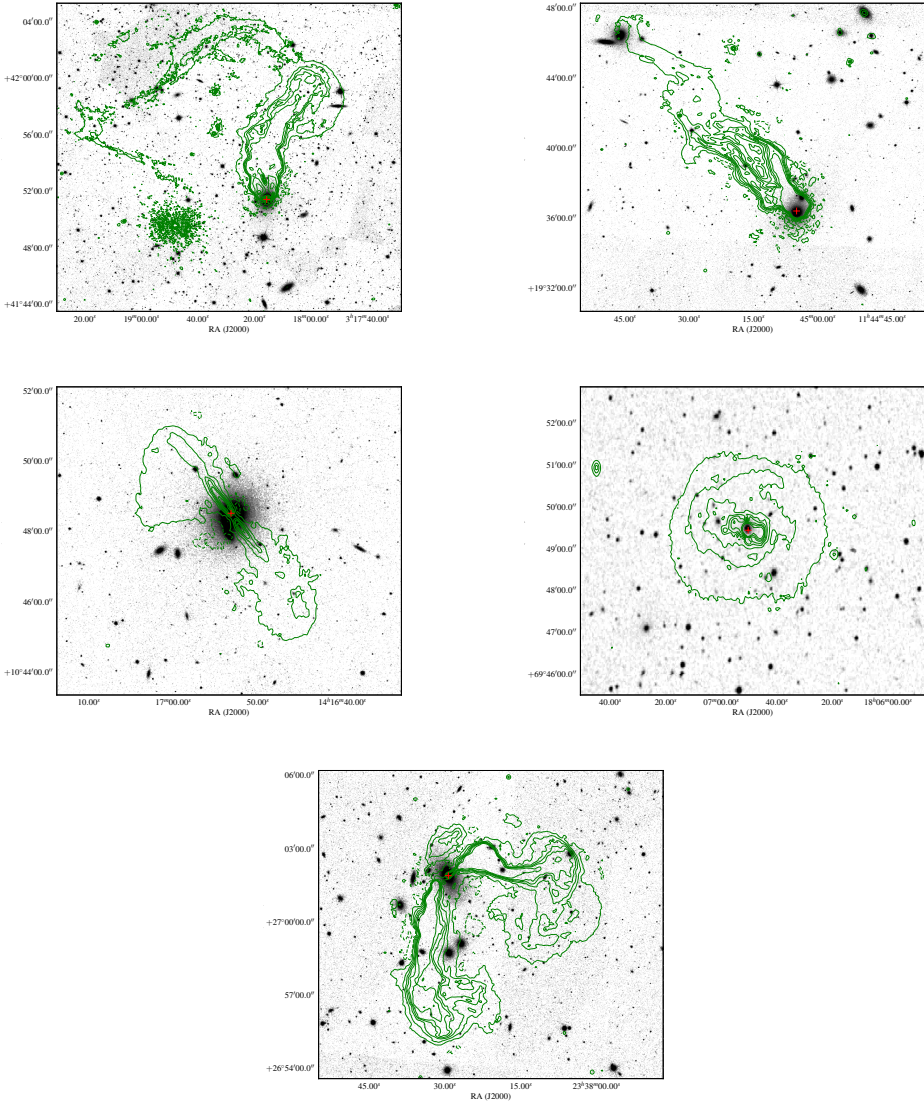 +04′00.0″
+42°00′00.0″
56′00.0″
52′00.0″
48′00.0″
+41°44′00.0″
20.00ˢ 19ᵐ00.00ˢ 40.00ˢ 20.00ˢ 18ᵐ00.00ˢ 3ʰ17ᵐ40.00ˢ
RA (J2000)
48′00.0″
44′00.0″
40′00.0″
36′00.0″
+19°32′00.0″
45.00ˢ 30.00ˢ 15.00ˢ 45ᵐ00.00ˢ 11ʰ44ᵐ45.00ˢ
RA (J2000)
52′00.0″
50′00.0″
48′00.0″
46′00.0″
+10°44′00.0″
10.00ˢ 17ᵐ00.00ˢ 50.00ˢ 14ʰ16ᵐ40.00ˢ
RA (J2000)
52′00.0″
51′00.0″
50′00.0″
49′00.0″
48′00.0″
47′00.0″
+69°46′00.0″
40.00ˢ 20.00ˢ 07ᵐ00.00ˢ 40.00ˢ 20.00ˢ 18ʰ06ᵐ00.00ˢ
RA (J2000)
06′00.0″
03′00.0″
+27°00′00.0″
57′00.0″
+26°54′00.0″
45.00ˢ 30.00ˢ 15.00ˢ 23ʰ38ᵐ00.00ˢ
RA (J2000)